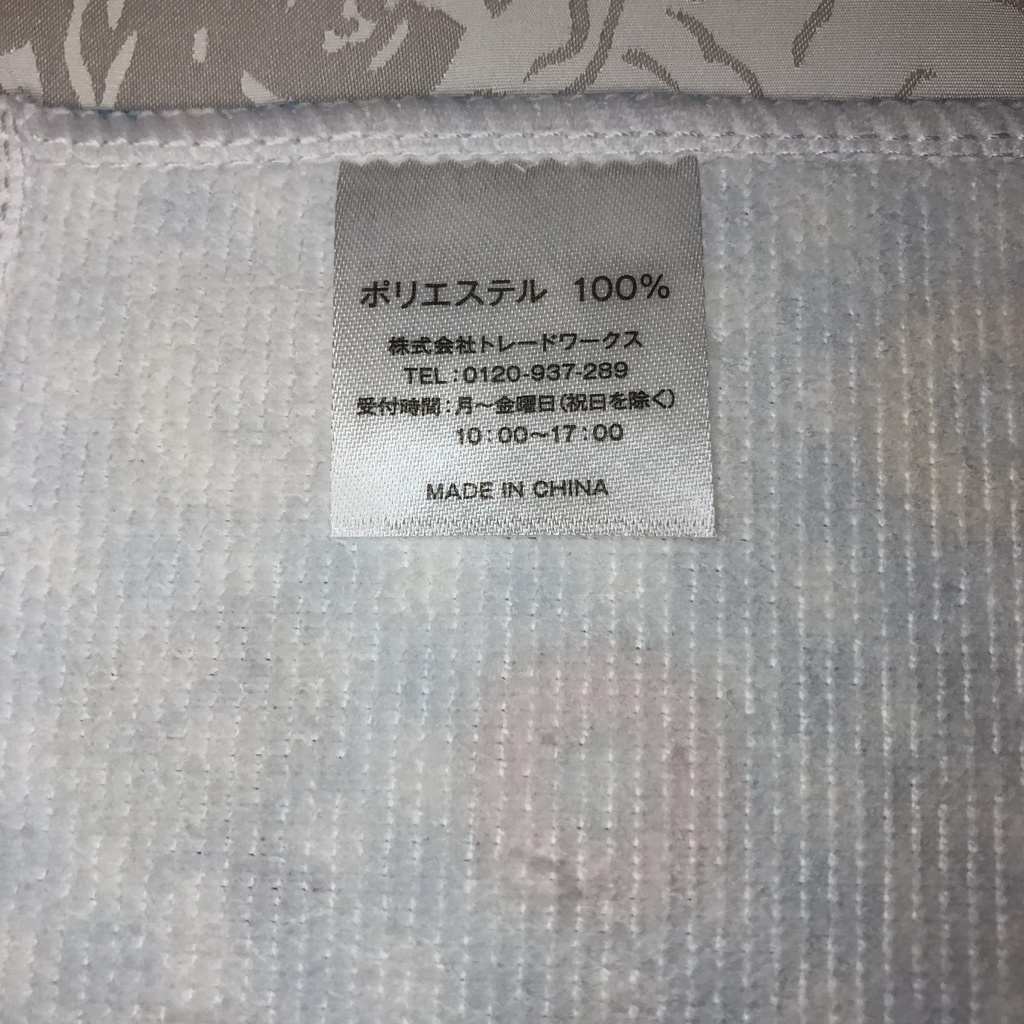 ポリエステル 100%
株式会社トレードワークス
TEL:0120-937-289
受付時間:月～金曜日(祝日を除く)
10:00～17:00
MADE IN CHINA